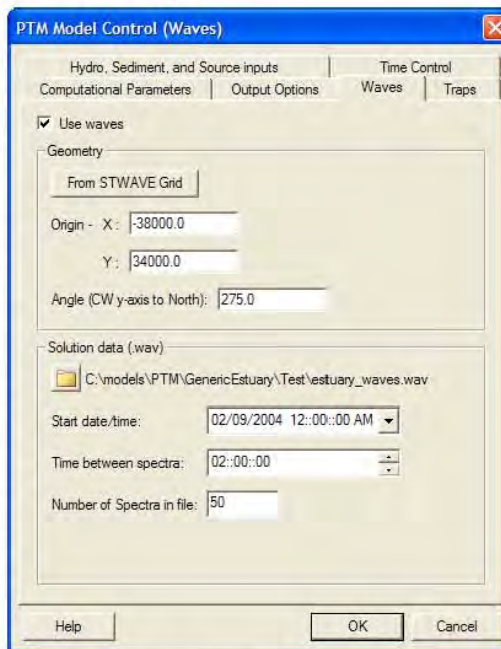 PTM Model Control (Waves)
Hydro, Sediment, and Source inputs Time Control
Computational Parameters Output Options Waves Traps
Use waves
Geometry
From STWAVE Grid
Origin - X: -38000.0
Y: 34000.0
Angle (CW y-axis to North): 275.0
Solution data (.wav)
C:\models\PTM\GenericEstuary\Test\estuary_waves.wav
Start date/time: 02/09/2004 12::00::00 AM
Time between spectra: 02::00::00
Number of Spectra in file: 50
Help OK Cancel